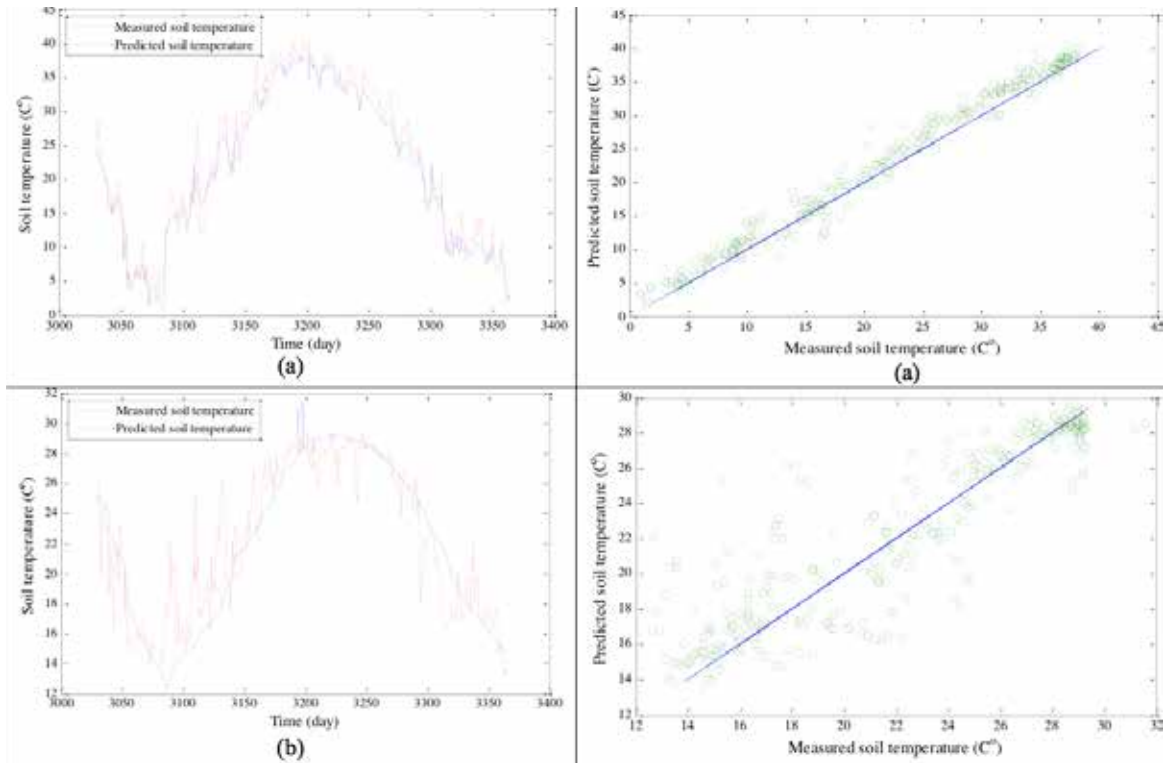 45
40
35
30
25
20
15
10
5
0
Measured soil temperature
Predicted soil temperature
Soil temperature (C°)
3000 3050 3100 3150 3200 3250 3300 3350 3400
Time (day)
(a)
45
40
35
30
25
20
15
10
5
0
Predicted soil temperature (C°)
0 5 10 15 20 25 30 35 40 45
Measured soil temperature (C°)
(a)
32
30
28
26
24
22
20
18
16
14
12
Measured soil temperature
Predicted soil temperature
Soil temperature (C°)
3000 3050 3100 3150 3200 3250 3300 3350 3400
Time (day)
(b)
30
28
26
24
22
20
18
16
14
12
Predicted soil temperature (C°)
12 14 16 18 20 22 24 26 28 30 32
Measured soil temperature (C°)